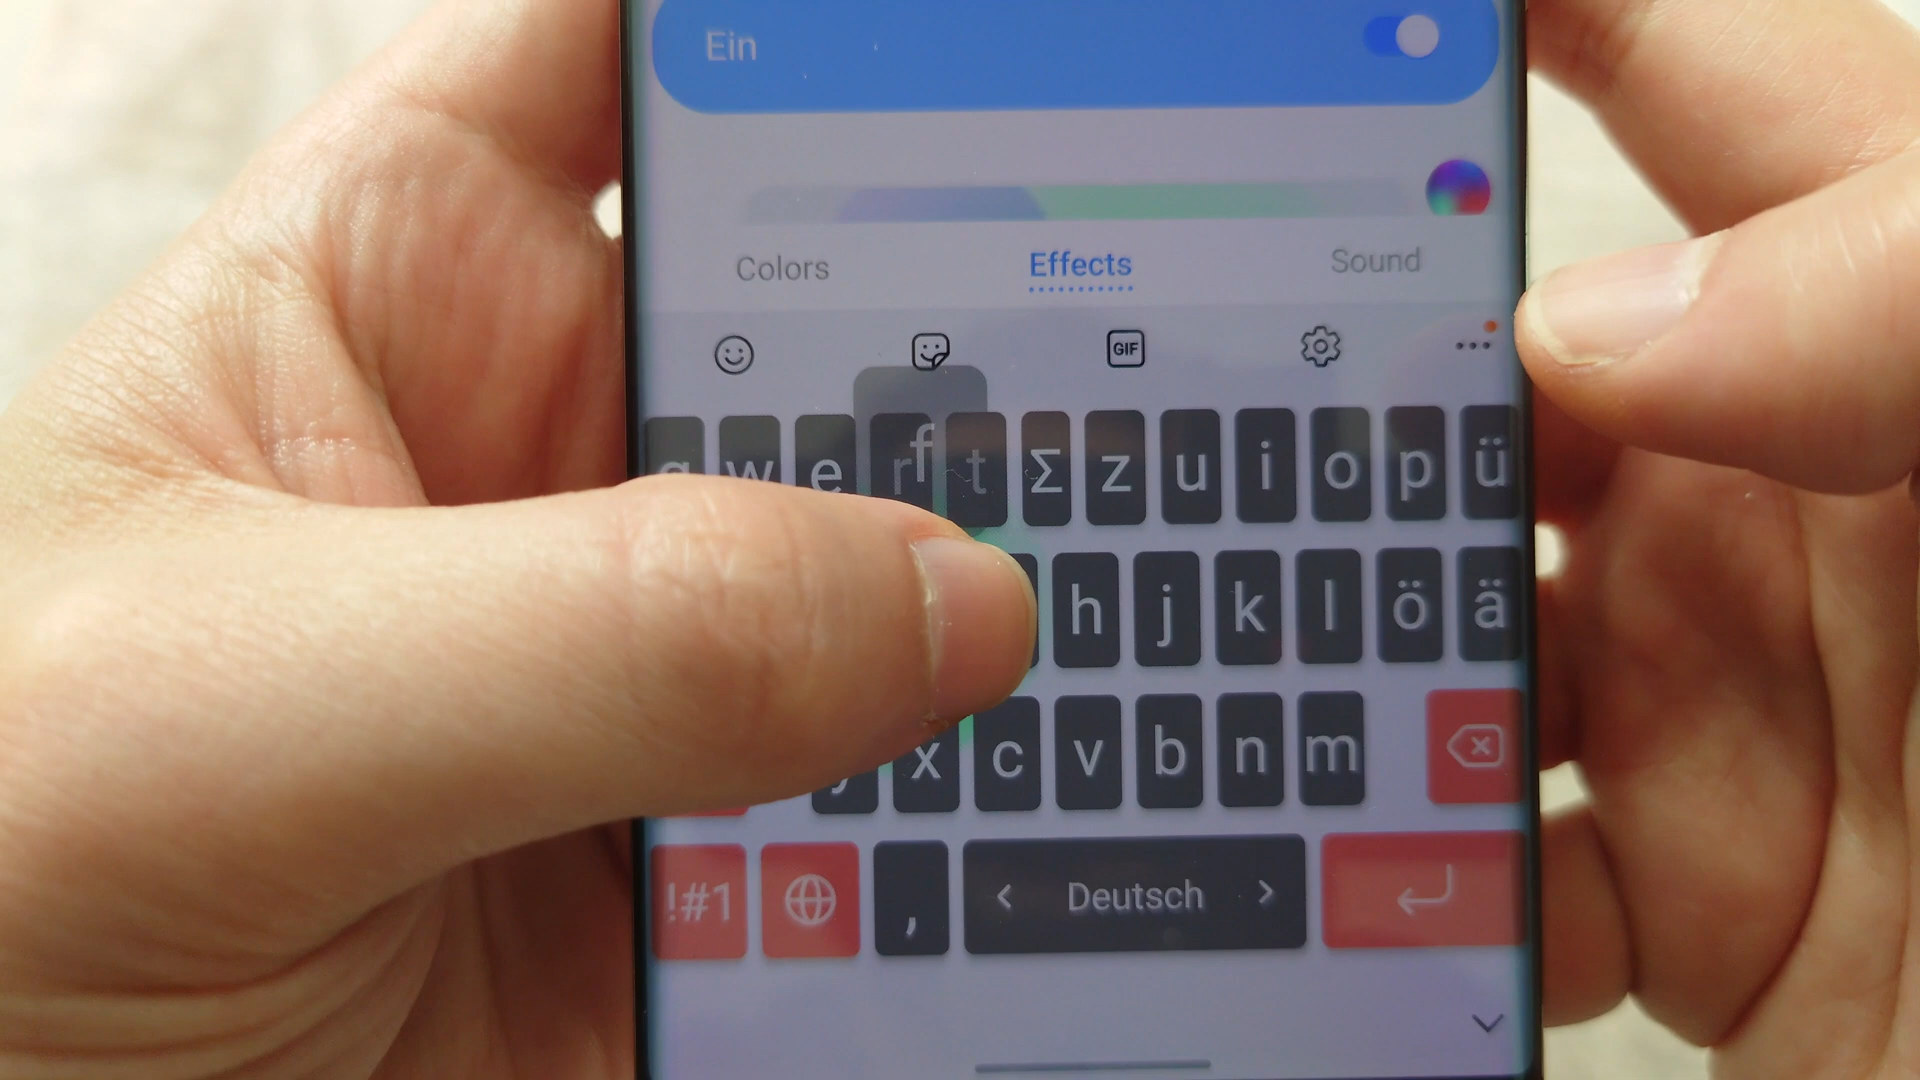 Ein
Colors Effects Sound
GIF
q w e r f t Σ z u i o p ü
h j k l ö ä
y x c v b n m
!#1 , < Deutsch >